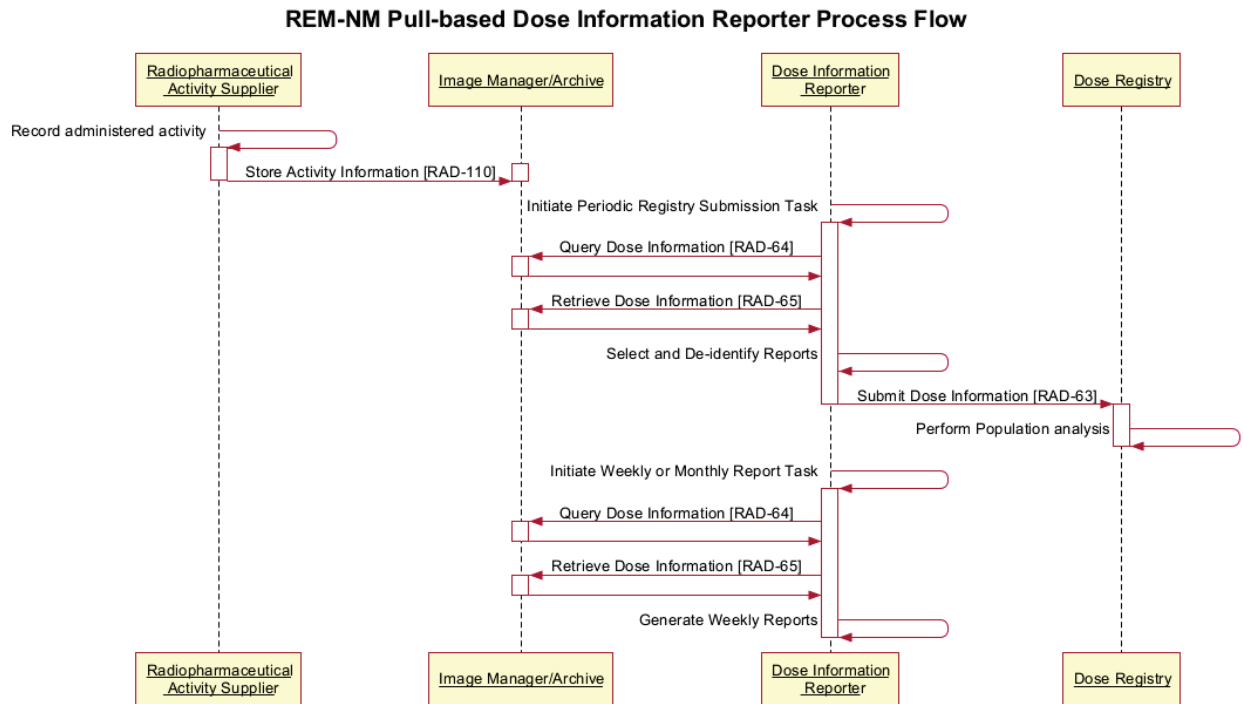 REM-NM Pull-based Dose Information Reporter Process Flow
Radiopharmaceutical
Activity Supplier
Image Manager/Archive
Dose Information
Reporter
Dose Registry
Record administered activity
Store Activity Information [RAD-110]
Initiate Periodic Registry Submission Task
Query Dose Information [RAD-64]
Retrieve Dose Information [RAD-65]
Select and De-identify Reports
Submit Dose Information [RAD-63]
Perform Population analysis
Initiate Weekly or Monthly Report Task
Query Dose Information [RAD-64]
Retrieve Dose Information [RAD-65]
Generate Weekly Reports
Radiopharmaceutical
Activity Supplier
Image Manager/Archive
Dose Information
Reporter
Dose Registry